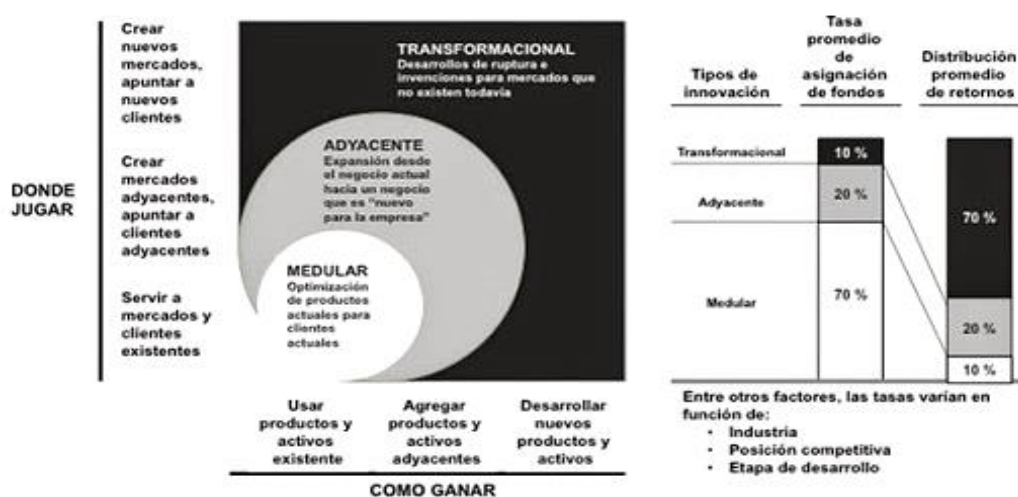 Crear
nuevos
mercados,
apuntar a
nuevos
clientes
Crear
mercados
adyacentes,
apuntar a
clientes
adyacentes
Servir a
mercados y
clientes
existentes
DONDE
JUGAR
TRANSFORMACIONAL
Desarrollos de ruptura e
invenciones para mercados que
no existen todavia
ADYACENTE
Expansión desde
el negocio actual
hacia un negocio
que es "nuevo
para la empresa"
MEDULAR
Optimización
de productos
actuales para
clientes
actuales
Usar
productos y
activos
existente
Agregar
productos y
activos
adyacentes
Desarrollar
nuevos
productos y
activos
COMO GANAR
Tipos de
innovación
Tasa
promedio
de
asignación
de fondos
Distribución
promedio
de retornos
Transformacional
10 %
Adyacente
20 %
Medular
70 %
70 %
20 %
10 %
Entre otros factores, las tasas varían en
función de:
• Industria
• Posición competitiva
• Etapa de desarrollo